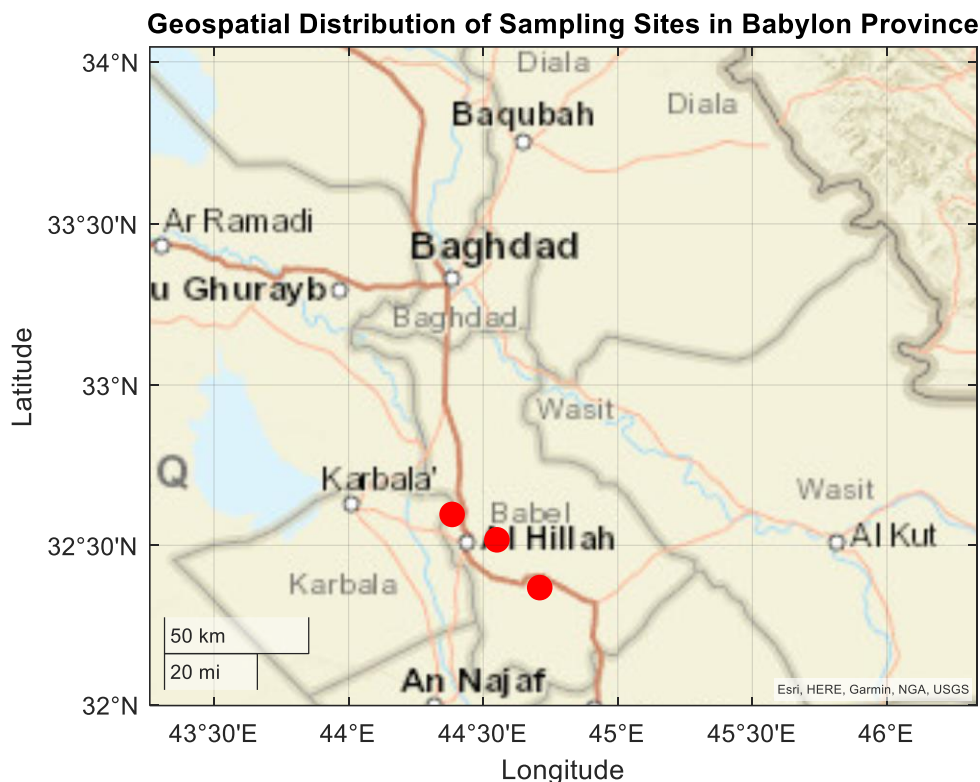 Geospatial Distribution of Sampling Sites in Babylon Province
34°N
Diala
Diala
Baqubah
33°30'N
Ar Ramadi
Baghdad
u Ghurayb
Baghdad
Latitude
33°N
Wasit
Q
Karbala'
Wasit
Babel
32°30'N
Al Hillah
Al Kut
Karbala
50 km
20 mi
An Najaf
Esri, HERE, Garmin, NGA, USGS
32°N
43°30'E
44°E
44°30'E
45°E
45°30'E
46°E
Longitude